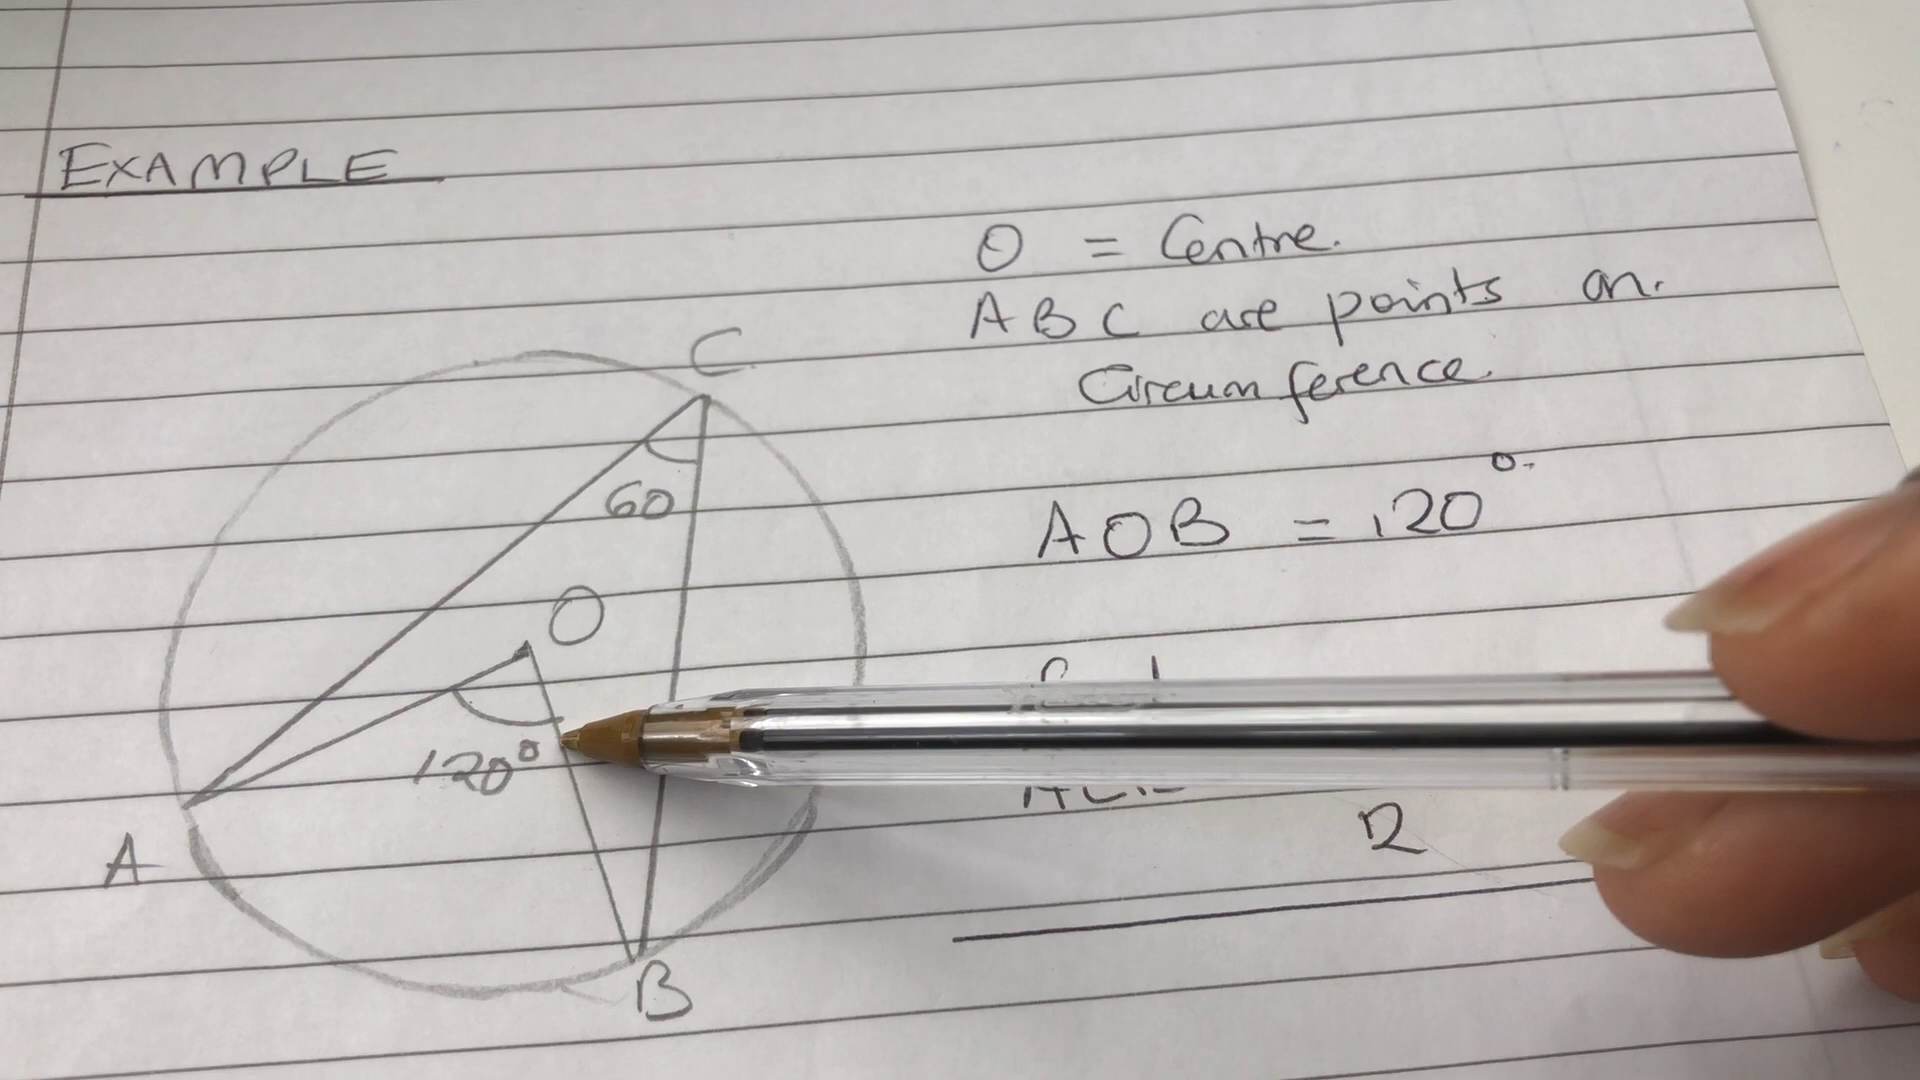 EXAMPLE
O = Centre.
A B C are points on.
Circumference.
C
60
AOB = 120°.
O
120°
2
A
B